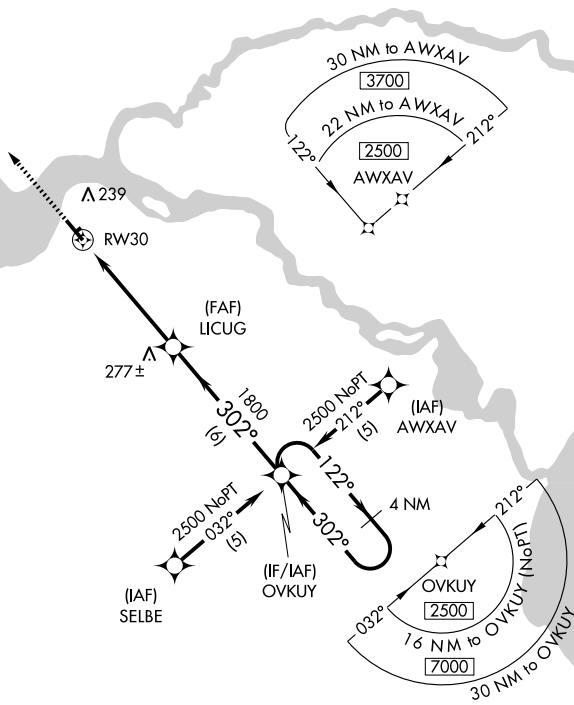 30 NM to AWXAV
3700
22 NM to AWXAV
122°
212°
2500
AWXAV
239
RW30
(FAF)
LICUG
277±
1800
302°
(6)
2500 NoPT
212°
(5)
(IAF)
AWXAV
122°
302°
4 NM
2500 NoPT
032°
(5)
(IAF)
SELBE
(IF/IAF)
OVKUY
212°
032°
OVKUY
2500
16 NM to OVKUY (NoPT)
7000
30 NM to OVKUY